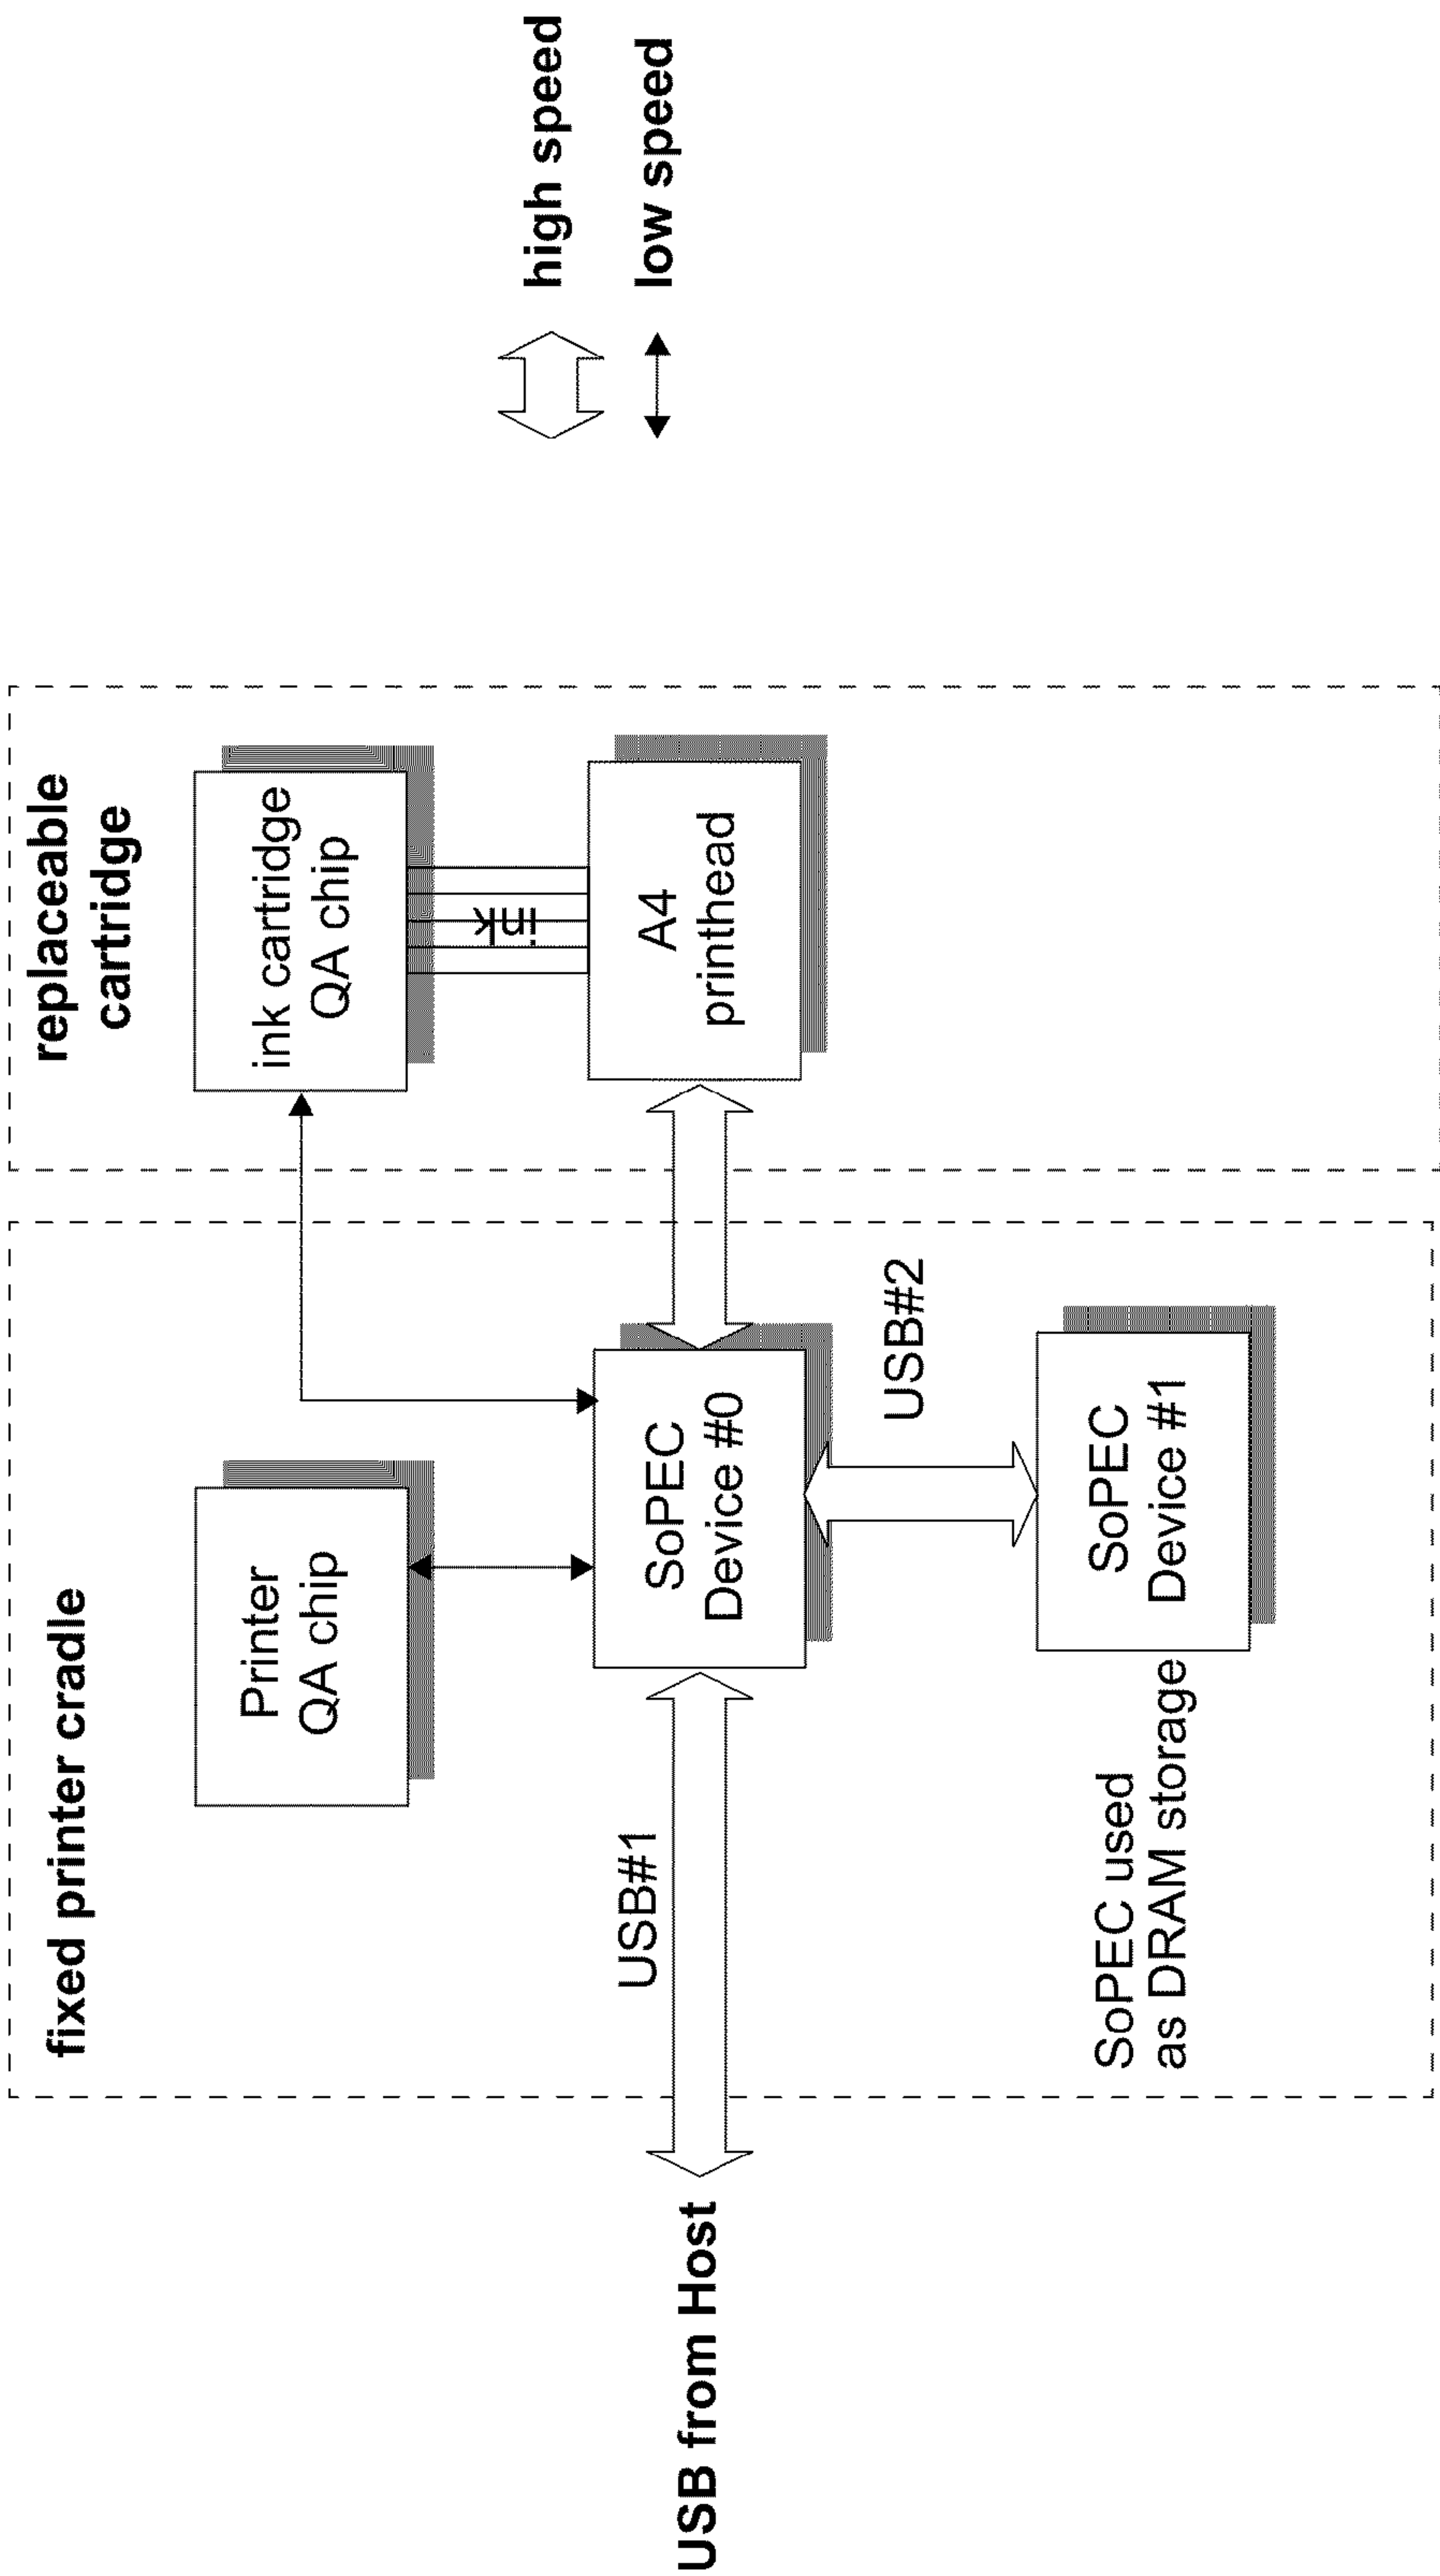 fixed printer cradle
replaceable
cartridge
Printer
QA chip
ink cartridge
QA chip
ink
high speed
low speed
USB from Host
USB#1
SoPEC
Device #0
A4
printhead
USB#2
SoPEC used
as DRAM storage
SoPEC
Device #1